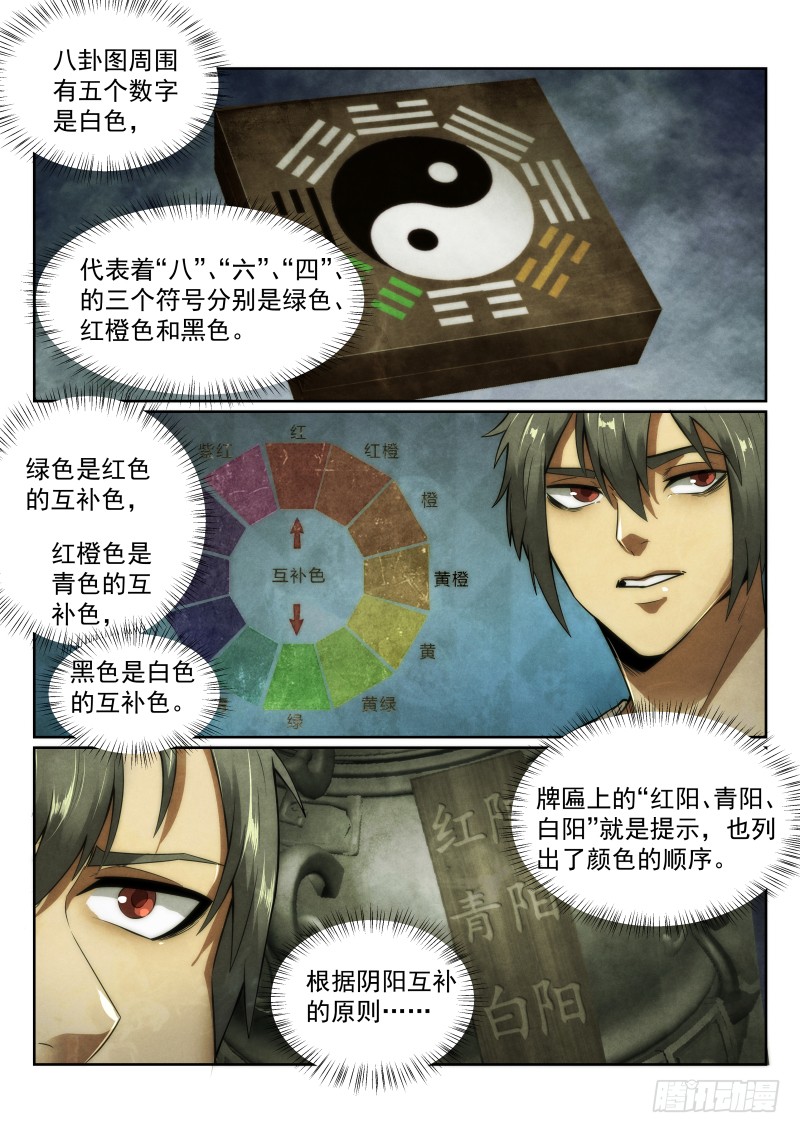 八卦图周围
有五个数字
是白色，
代表着“八”、“六”、“四”、
的三个符号分别是绿色、
红橙色和黑色。
绿色是红色
的互补色，
红橙色是
青色的互
补色，
黑色是白色
的互补色。
紫红
红
红橙
橙
黄橙
黄
黄绿
绿
互补色
牌匾上的“红阳、青阳、
白阳”就是提示，也列
出了颜色的顺序。
红阳
青阳
白阳
根据阴阳互补
的原则……
腾讯动漫